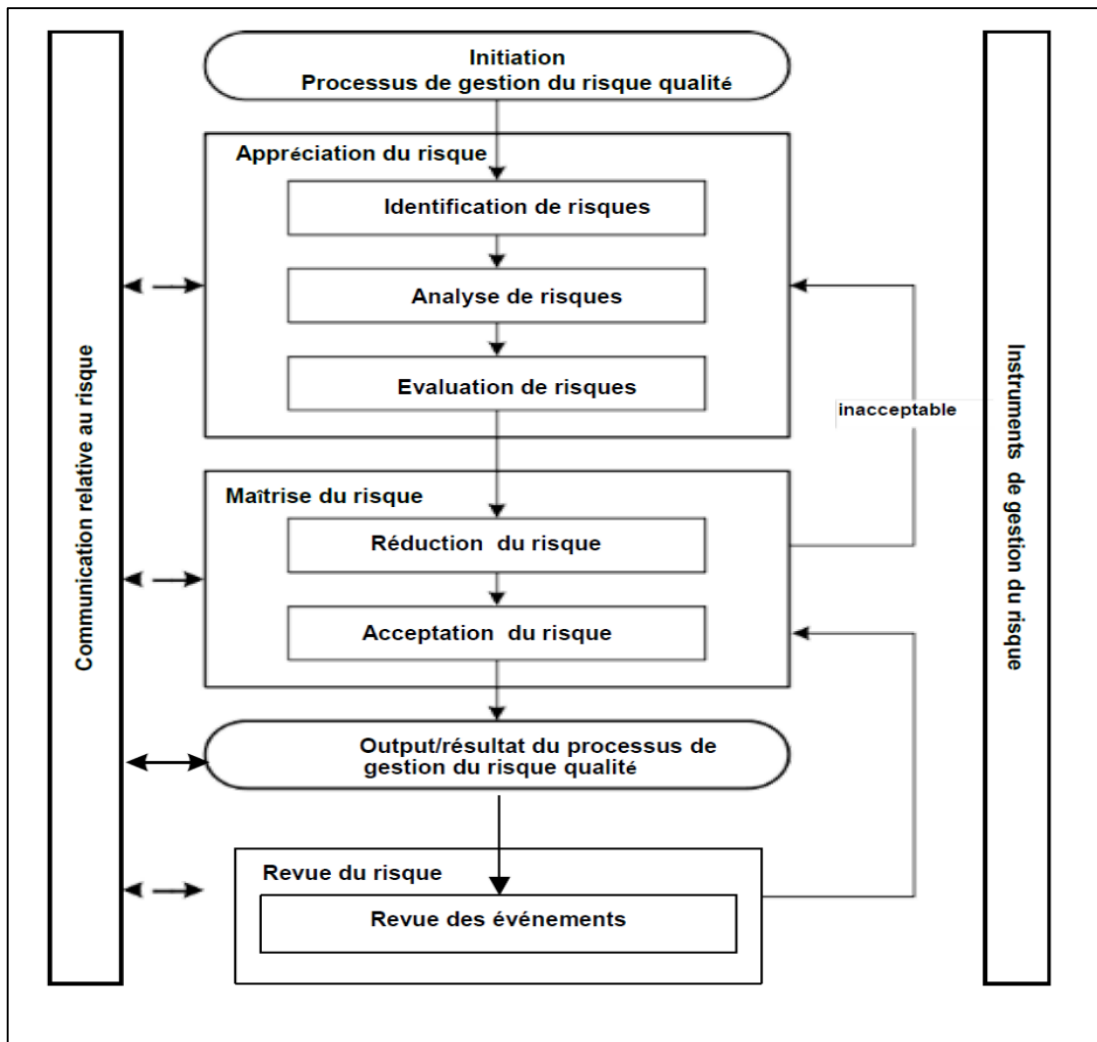 Initiation
Processus de gestion du risque qualité
Appréciation du risque
Identification de risques
Analyse de risques
Evaluation de risques
inacceptable
Maîtrise du risque
Réduction du risque
Acceptation du risque
Output/résultat du processus de
gestion du risque qualité
Revue du risque
Revue des événements
Communication relative au risque
Instruments de gestion du risque